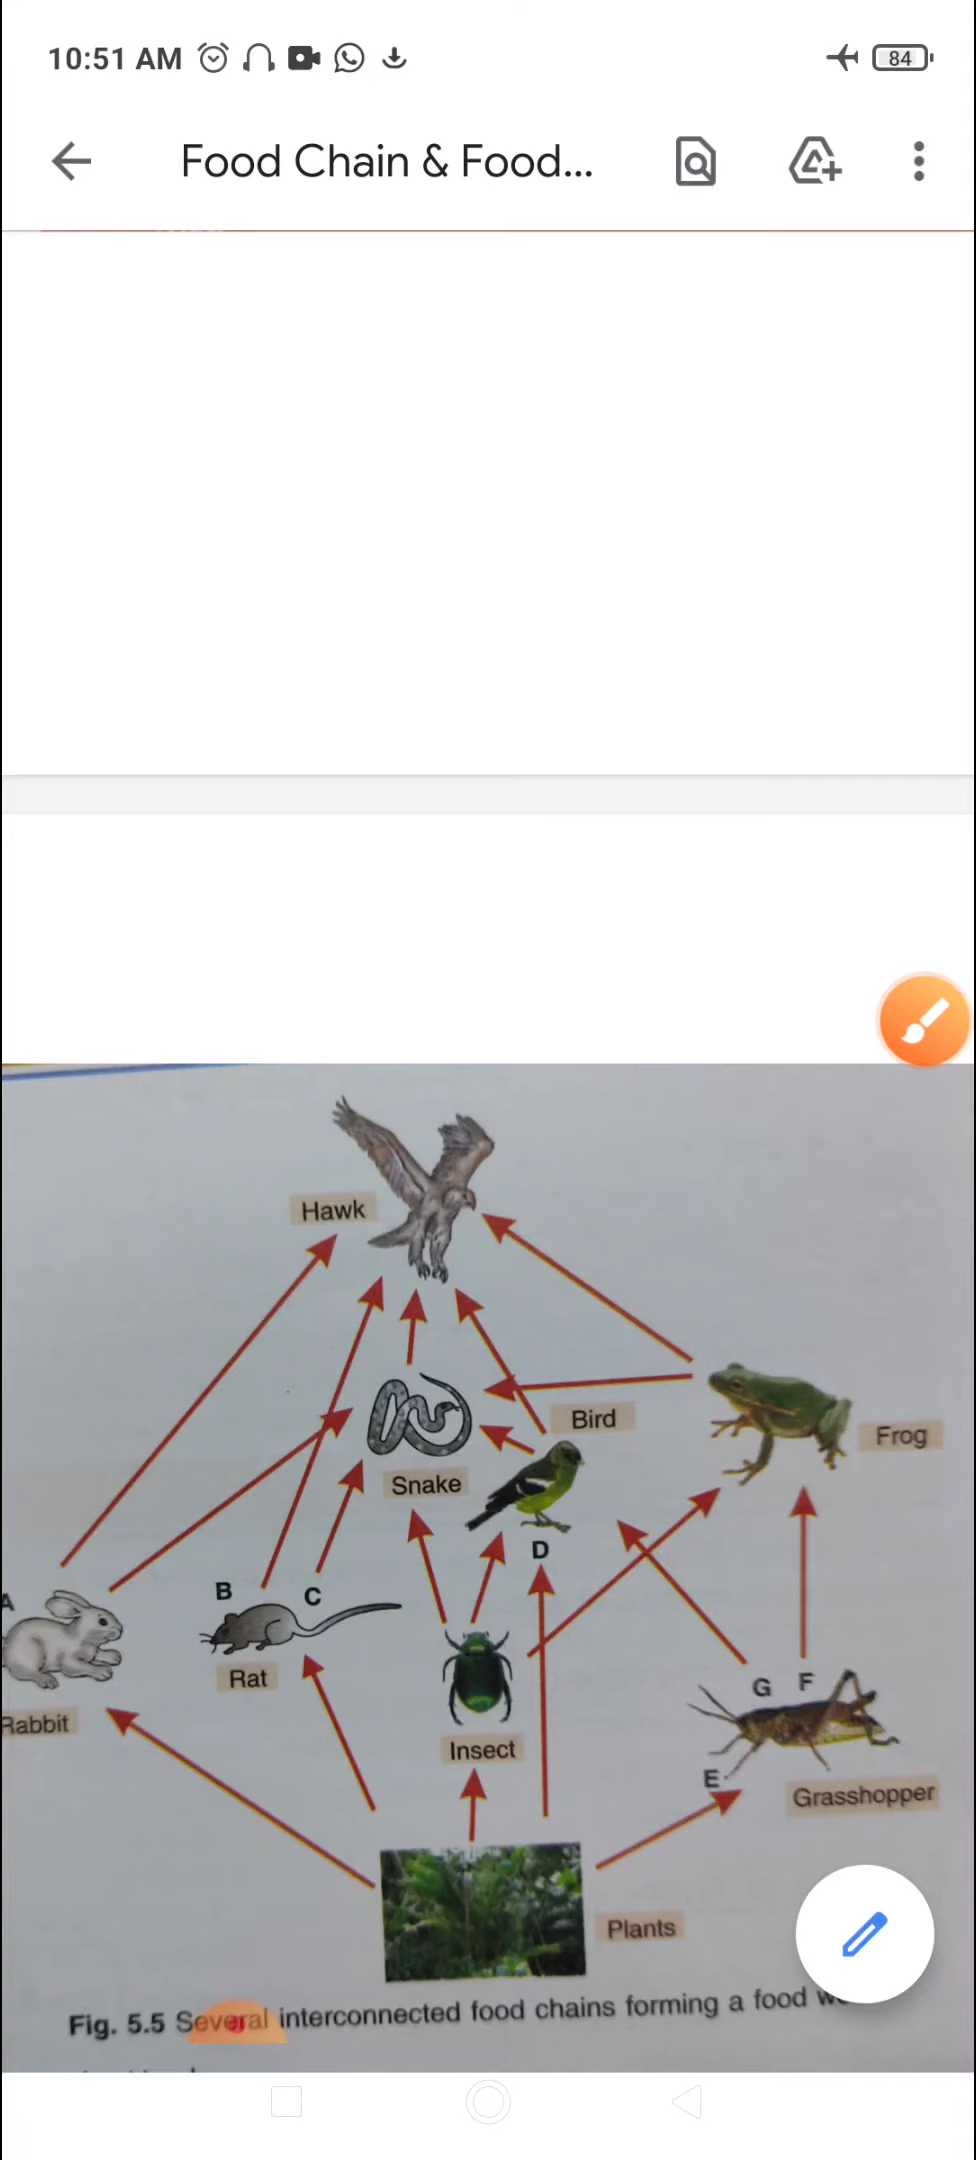 10:51 AM
84
Food Chain & Food...
Hawk
Bird
Frog
Snake
D
A
B
C
Rabbit
Rat
G F
Insect
E
Grasshopper
Plants
Fig. 5.5 Several interconnected food chains forming a food